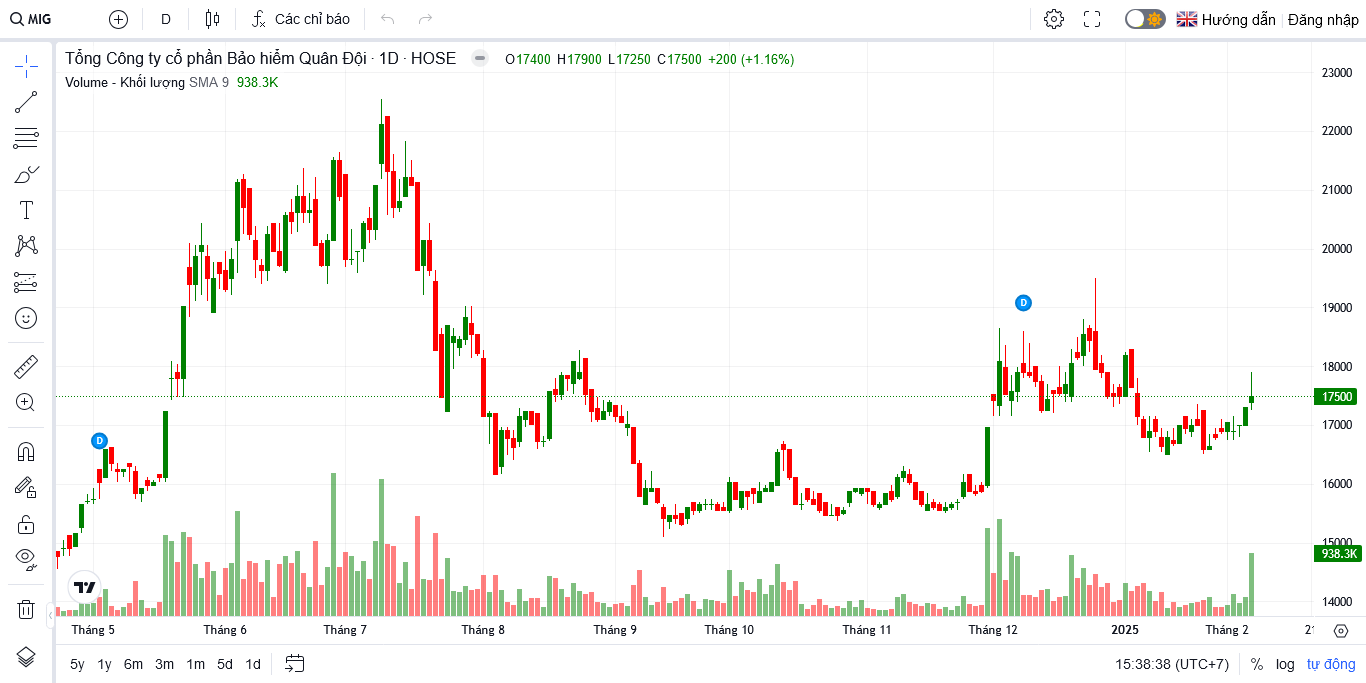 MIG D Các chỉ báo Hướng dẫn Đăng nhập
Tổng Công ty cổ phần Bảo hiểm Quân Đội · 1D · HOSE O17400 H17900 L17250 C17500 +200 (+1.16%)
Volume - Khối lượng SMA 9 938.3K
23000
22000
21000
20000
19000
D
18000
17500
17000
D
16000
15000
938.3K
14000
Tháng 5 Tháng 6 Tháng 7 Tháng 8 Tháng 9 Tháng 10 Tháng 11 Tháng 12 2025 Tháng 2
5y 1y 6m 3m 1m 5d 1d 15:38:38 (UTC+7) % log tự động